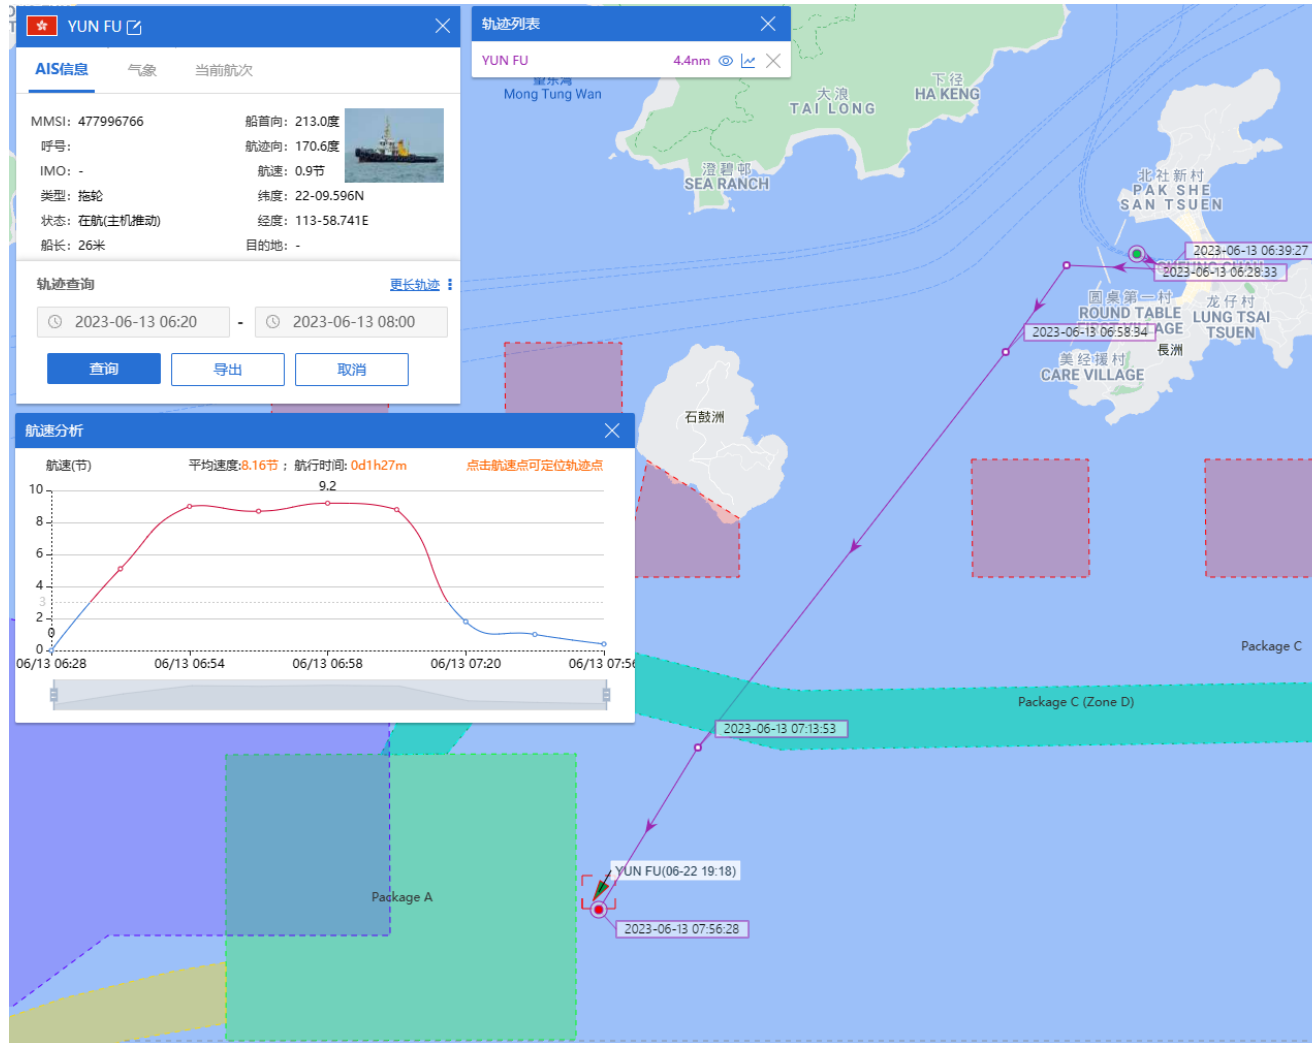 YUN FU
AIS信息 气象 当前航次
MMSI: 477996766 船首向: 213.0度
呼号: 航迹向: 170.6度
IMO: - 航速: 0.9节
类型: 拖轮 纬度: 22-09.596N
状态: 在航(主机推动) 经度: 113-58.741E
船长: 26米 目的地: -
轨迹查询 更长轨迹
2023-06-13 06:20 - 2023-06-13 08:00
查询 导出 取消
轨迹列表
YUN FU 4.4nm
Mong Tung Wan
大浪
TAI LONG
下径
HA KENG
澄碧邨
SEA RANCH
北社新村
PAK SHE
SAN TSUEN
2023-06-13 06:39:27
2023-06-13 06:28:33
圆桌第一村
ROUND TABLE
龙仔村
LUNG TSAI
TSUEN
2023-06-13 06:58:34
長洲
美经援村
CARE VILLAGE
石鼓洲
航速分析
航速(节) 平均速度:8.16节 ; 航行时间: 0d1h27m 点击航速点可定位轨迹点
9.2
10
8
6
4
3
2
0
0
06/13 06:28 06/13 06:54 06/13 06:58 06/13 07:20 06/13 07:56
Package C
Package C (Zone D)
2023-06-13 07:13:53
YUN FU(06-22 19:18)
Package A
2023-06-13 07:56:28